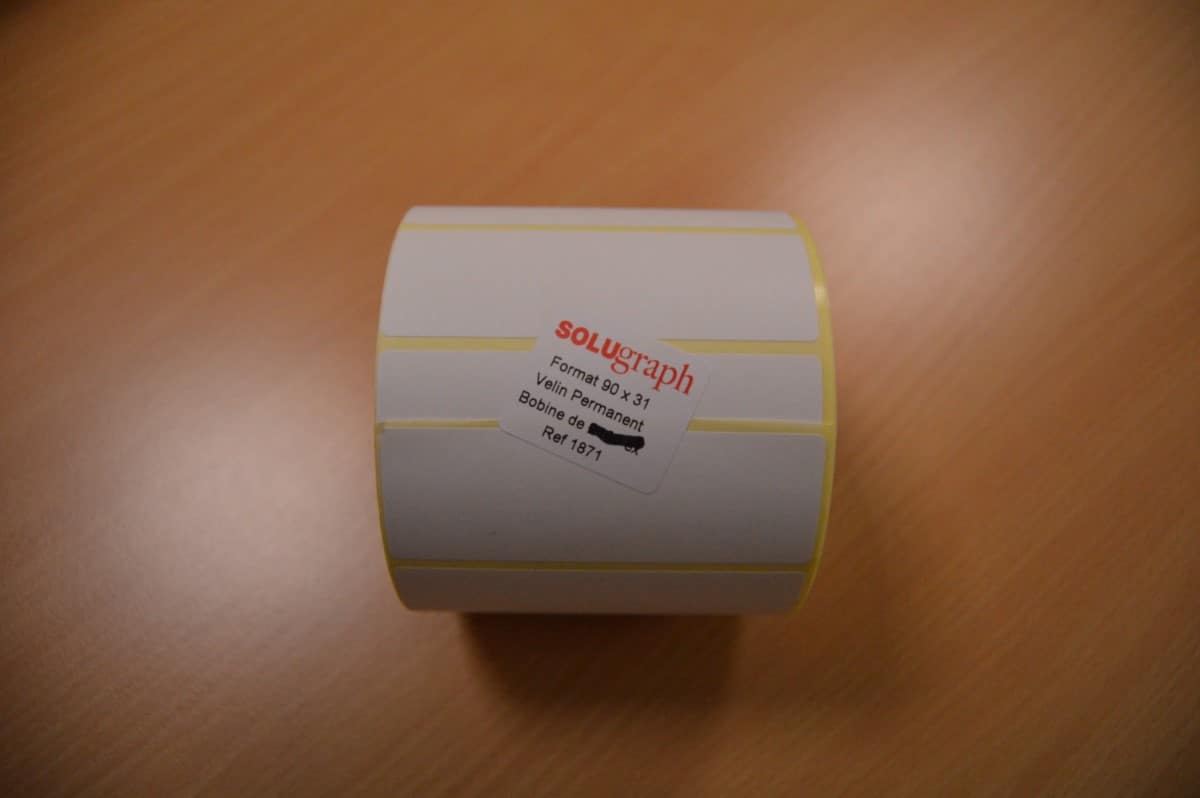 SOLUgraph
Format 90 x 31
Velin Permanent
Bobine de
Ref 1871